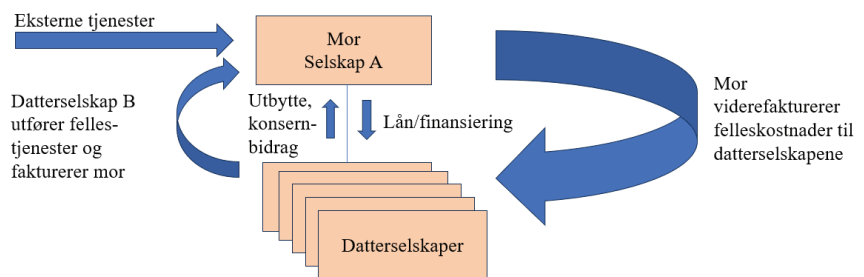 Eksterne tjenester
Mor
Selskap A
Datterselskap B
utfører felles-
tjenester og
fakturerer mor
Utbytte,
konsern-
bidrag
Lån/finansiering
Mor
viderefakturerer
felleskostnader til
datterselskapene
Datterselskaper